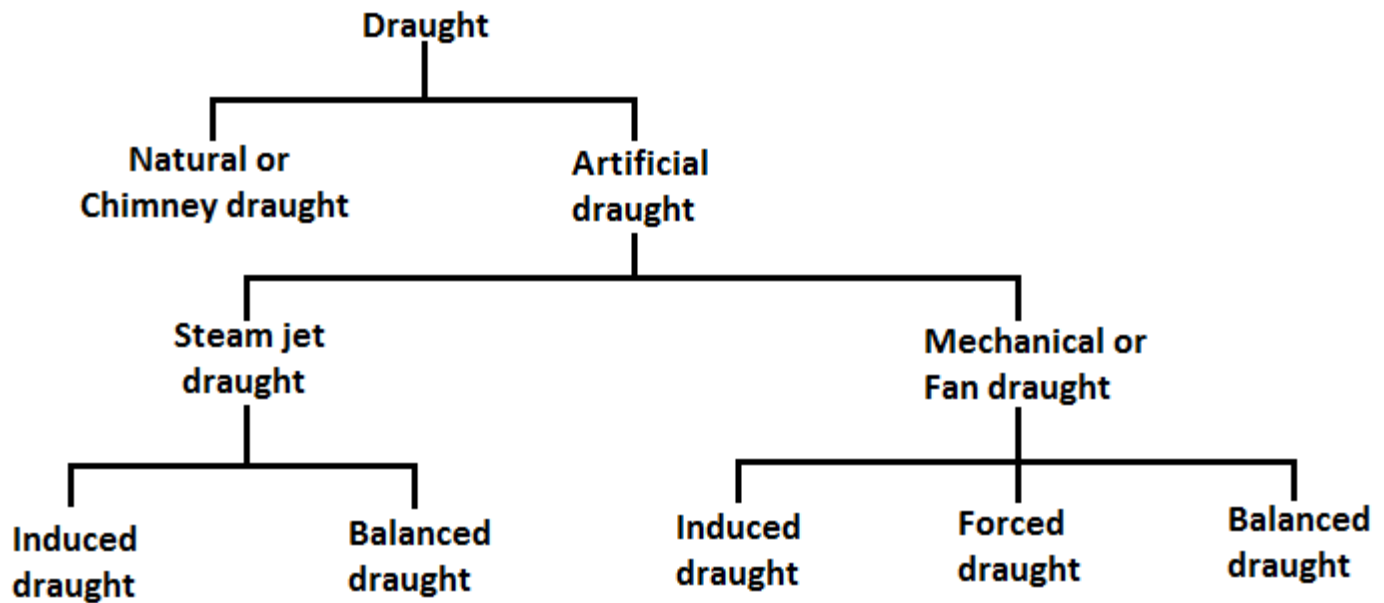 Draught
Natural or
Chimney draught
Artificial
draught
Steam jet
draught
Mechanical or
Fan draught
Induced
draught
Balanced
draught
Induced
draught
Forced
draught
Balanced
draught